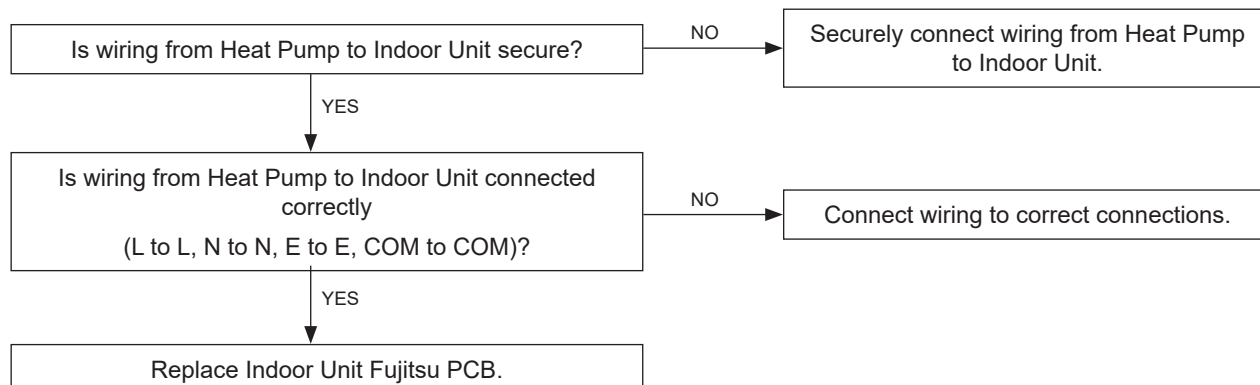 Is wiring from Heat Pump to Indoor Unit secure?
NO
Securely connect wiring from Heat Pump
to Indoor Unit.
YES
Is wiring from Heat Pump to Indoor Unit connected
correctly
(L to L, N to N, E to E, COM to COM)?
NO
Connect wiring to correct connections.
YES
Replace Indoor Unit Fujitsu PCB.